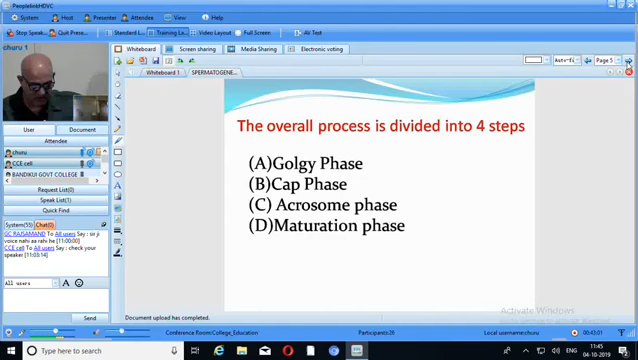 PeoplelinkHDVC
System Host Presenter Attendee View Help
Stop Speak... Quit Prese... Standard L... Training La... Video Layout Full Screen AV Text
churu 1
Whiteboard Screen sharing Media Sharing Electronic voting
Page 5
Whiteboard 1 SPERMATOGENE...
User Document
Attendee
churu
CCE cell
BANDIKUI GOVT COLLEGE
Request List(0)
Speak List(1)
Quick Find
System(55) Chat(0)
GC RAJSAMAND To All users Say : sir ji
voice nahi aa rahi he [11:00:00]
CCE cell To All users Say : check your
speaker [11:03:14]
All users
Send
The overall process is divided into 4 steps
(A)Golgy Phase
(B)Cap Phase
(C) Acrosome phase
(D)Maturation phase
Activate Windows
Document upload has completed.
Conference.Room:College_Education Participants:26 Local username:churu 00:43:01
Type here to search
11:45
25-09-2019